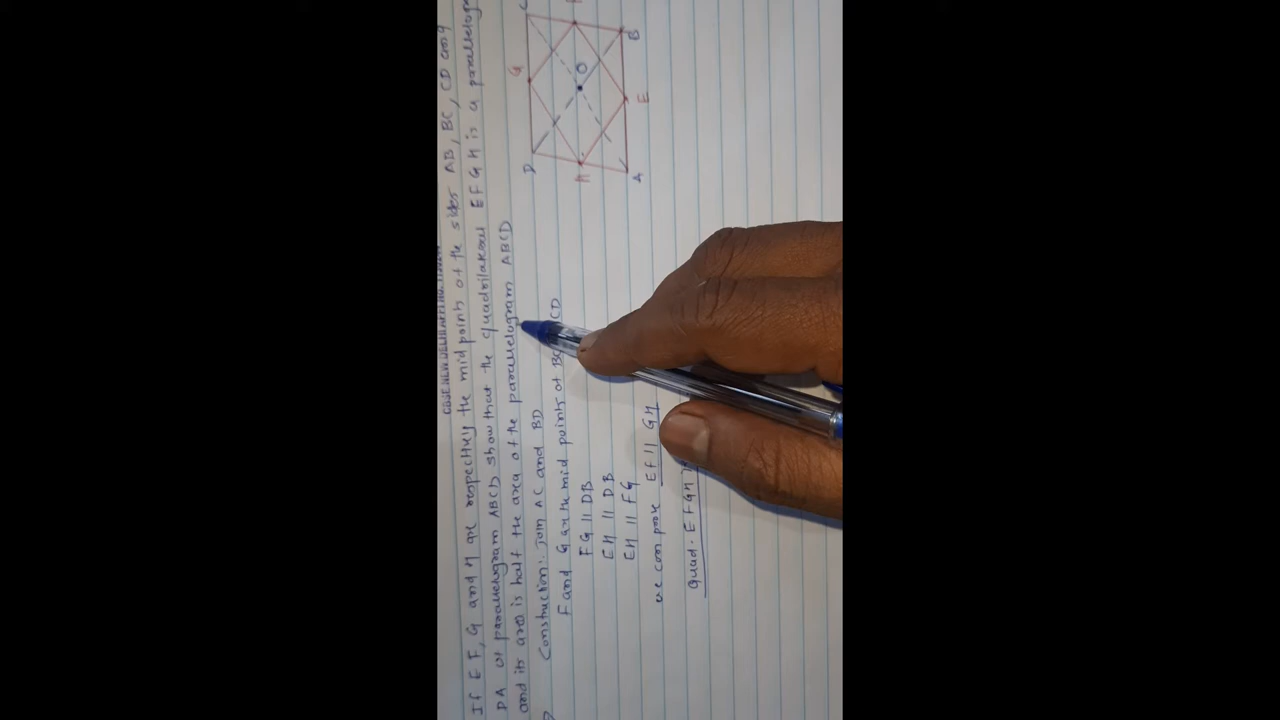 If E F, G and H are respectivly the mid points of the sides AB, BC, CD and
DA of parallelogram ABCD show that the quadrilateral E F G H is a parallelogram
and its area is half the area of the parallelogram ABCD
Construction:- Join AC and BD
F and G are the mid points of BC CD
FG || DB
EH || DB
EH || FG
we can prove EF || GH
Quad. E F G H
D
G
C
H
O
A
E
B